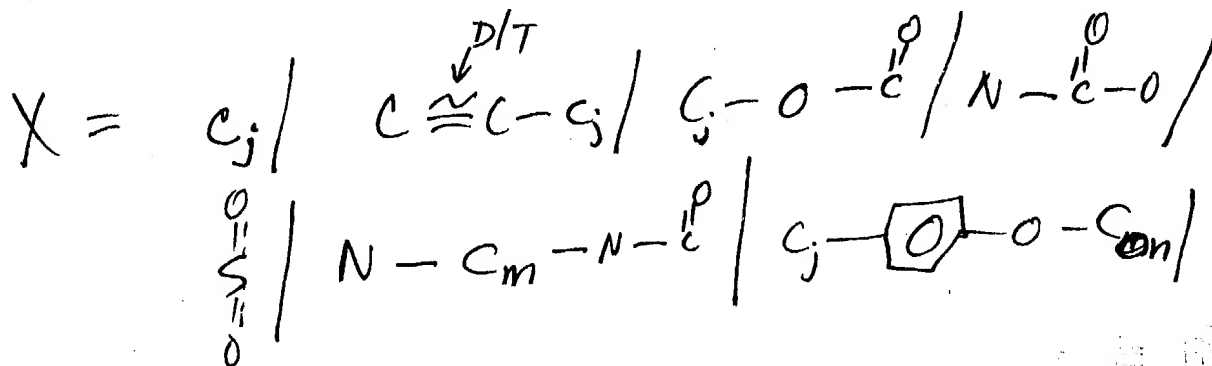 D/T
X = Cj / C ≅ C - Cj / Cj - O - C=O / N - C(=O) - O /
O=S=O / N - Cm - N - C=O / Cj - O - O - Cn /